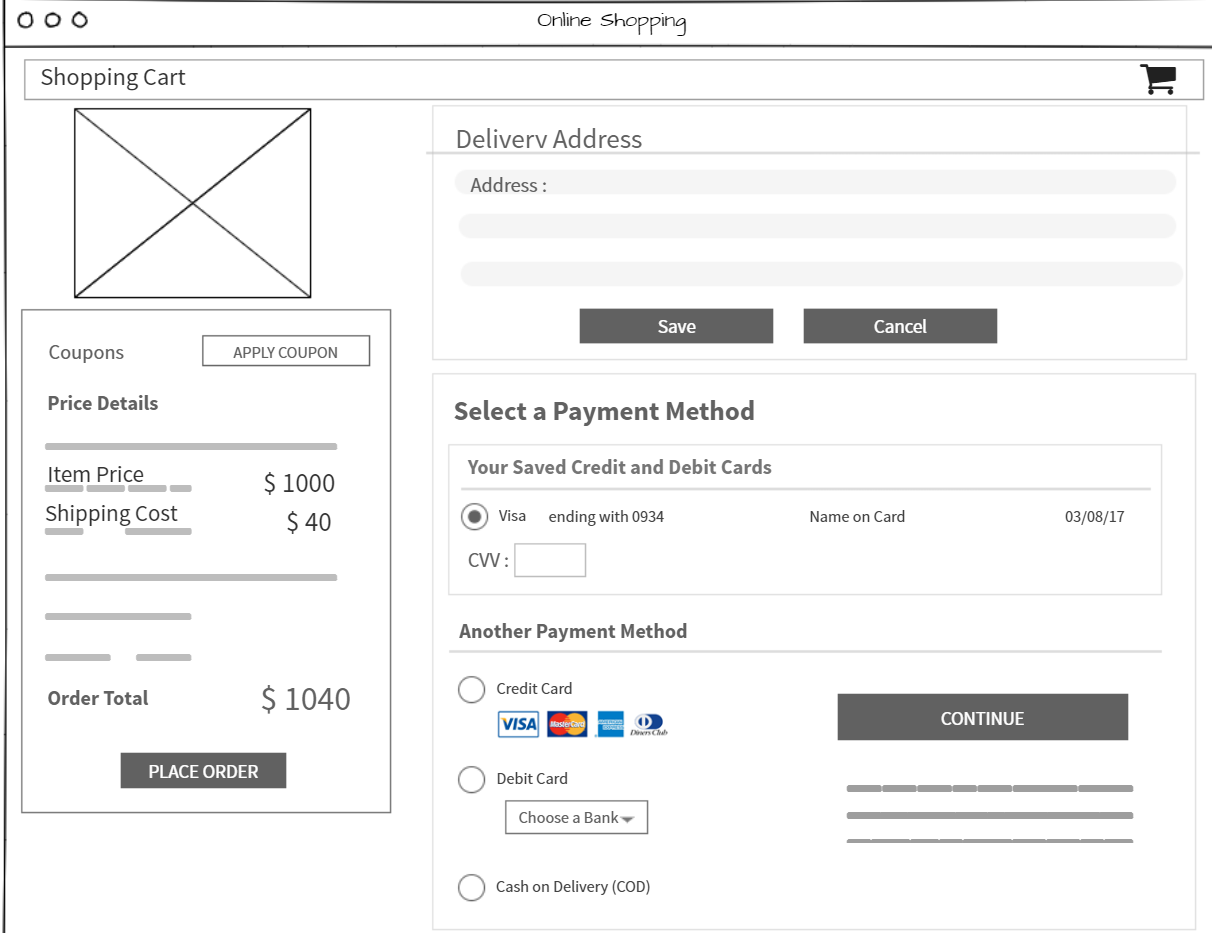 Online Shopping
Shopping Cart
Delivery Address
Address :
Save
Cancel
Coupons
APPLY COUPON
Price Details
Item Price
$ 1000
Shipping Cost
$ 40
Order Total
$ 1040
PLACE ORDER
Select a Payment Method
Your Saved Credit and Debit Cards
Visa ending with 0934 Name on Card 03/08/17
CVV :
Another Payment Method
Credit Card
VISA MasterCard AMERICAN EXPRESS Diners Club
CONTINUE
Debit Card
Choose a Bank
Cash on Delivery (COD)